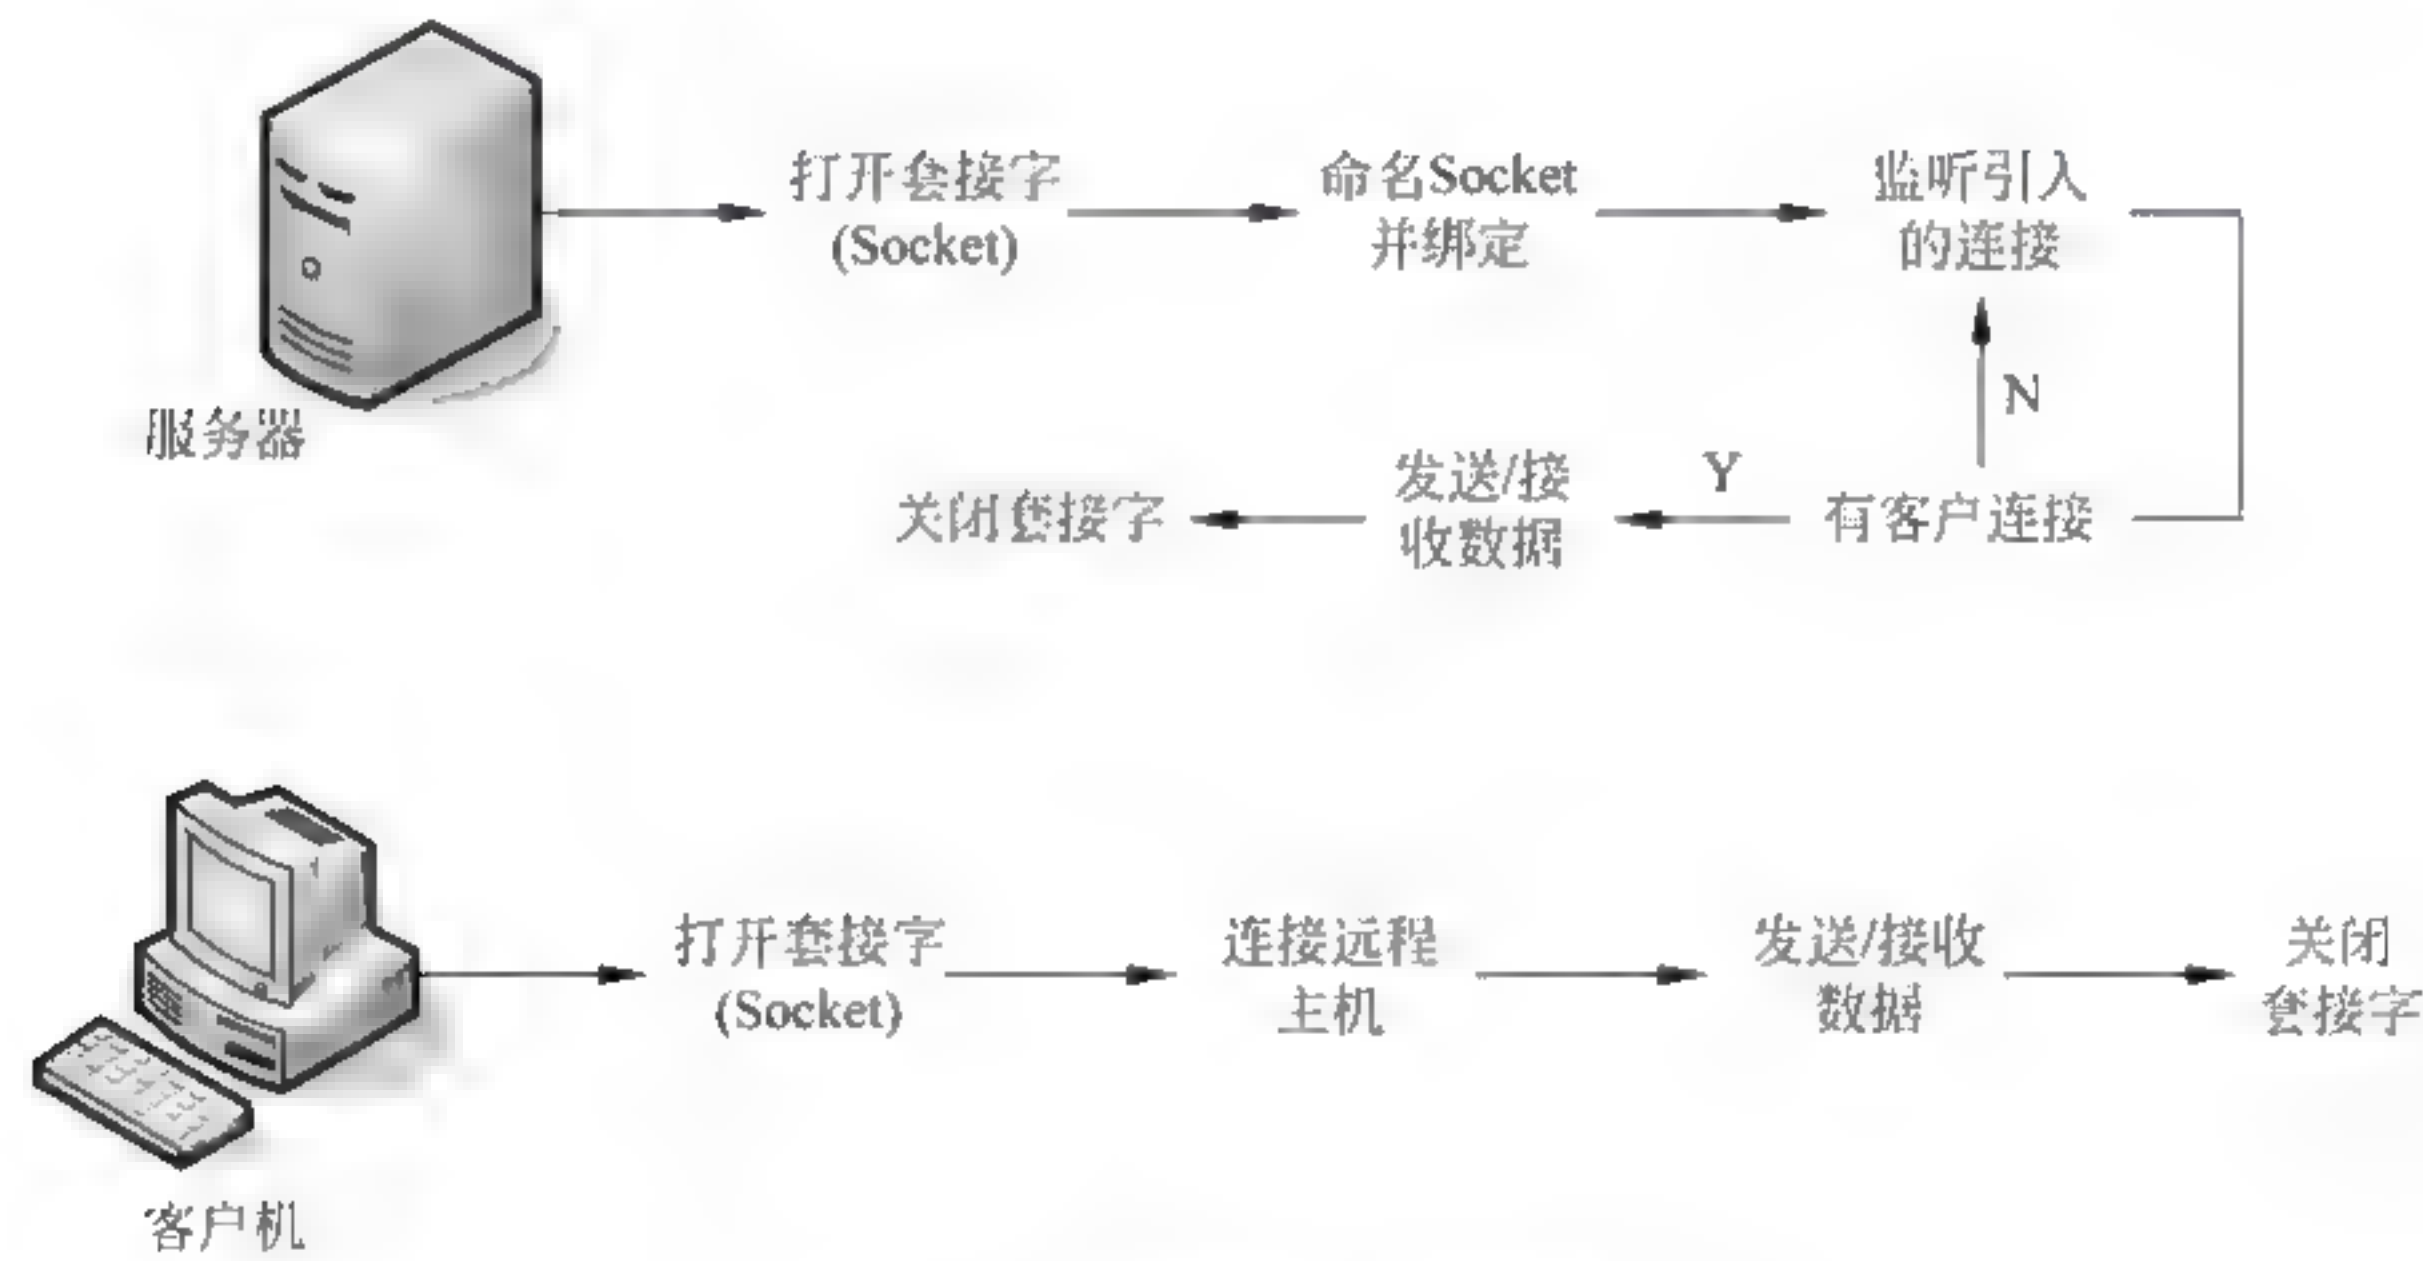 打开套接字
(Socket)
命名Socket
并绑定
监听引入
的连接
N
服务器
关闭套接字
发送/接
收数据
Y
有客户连接
打开套接字
(Socket)
连接远程
主机
发送/接收
数据
关闭
套接字
客户机